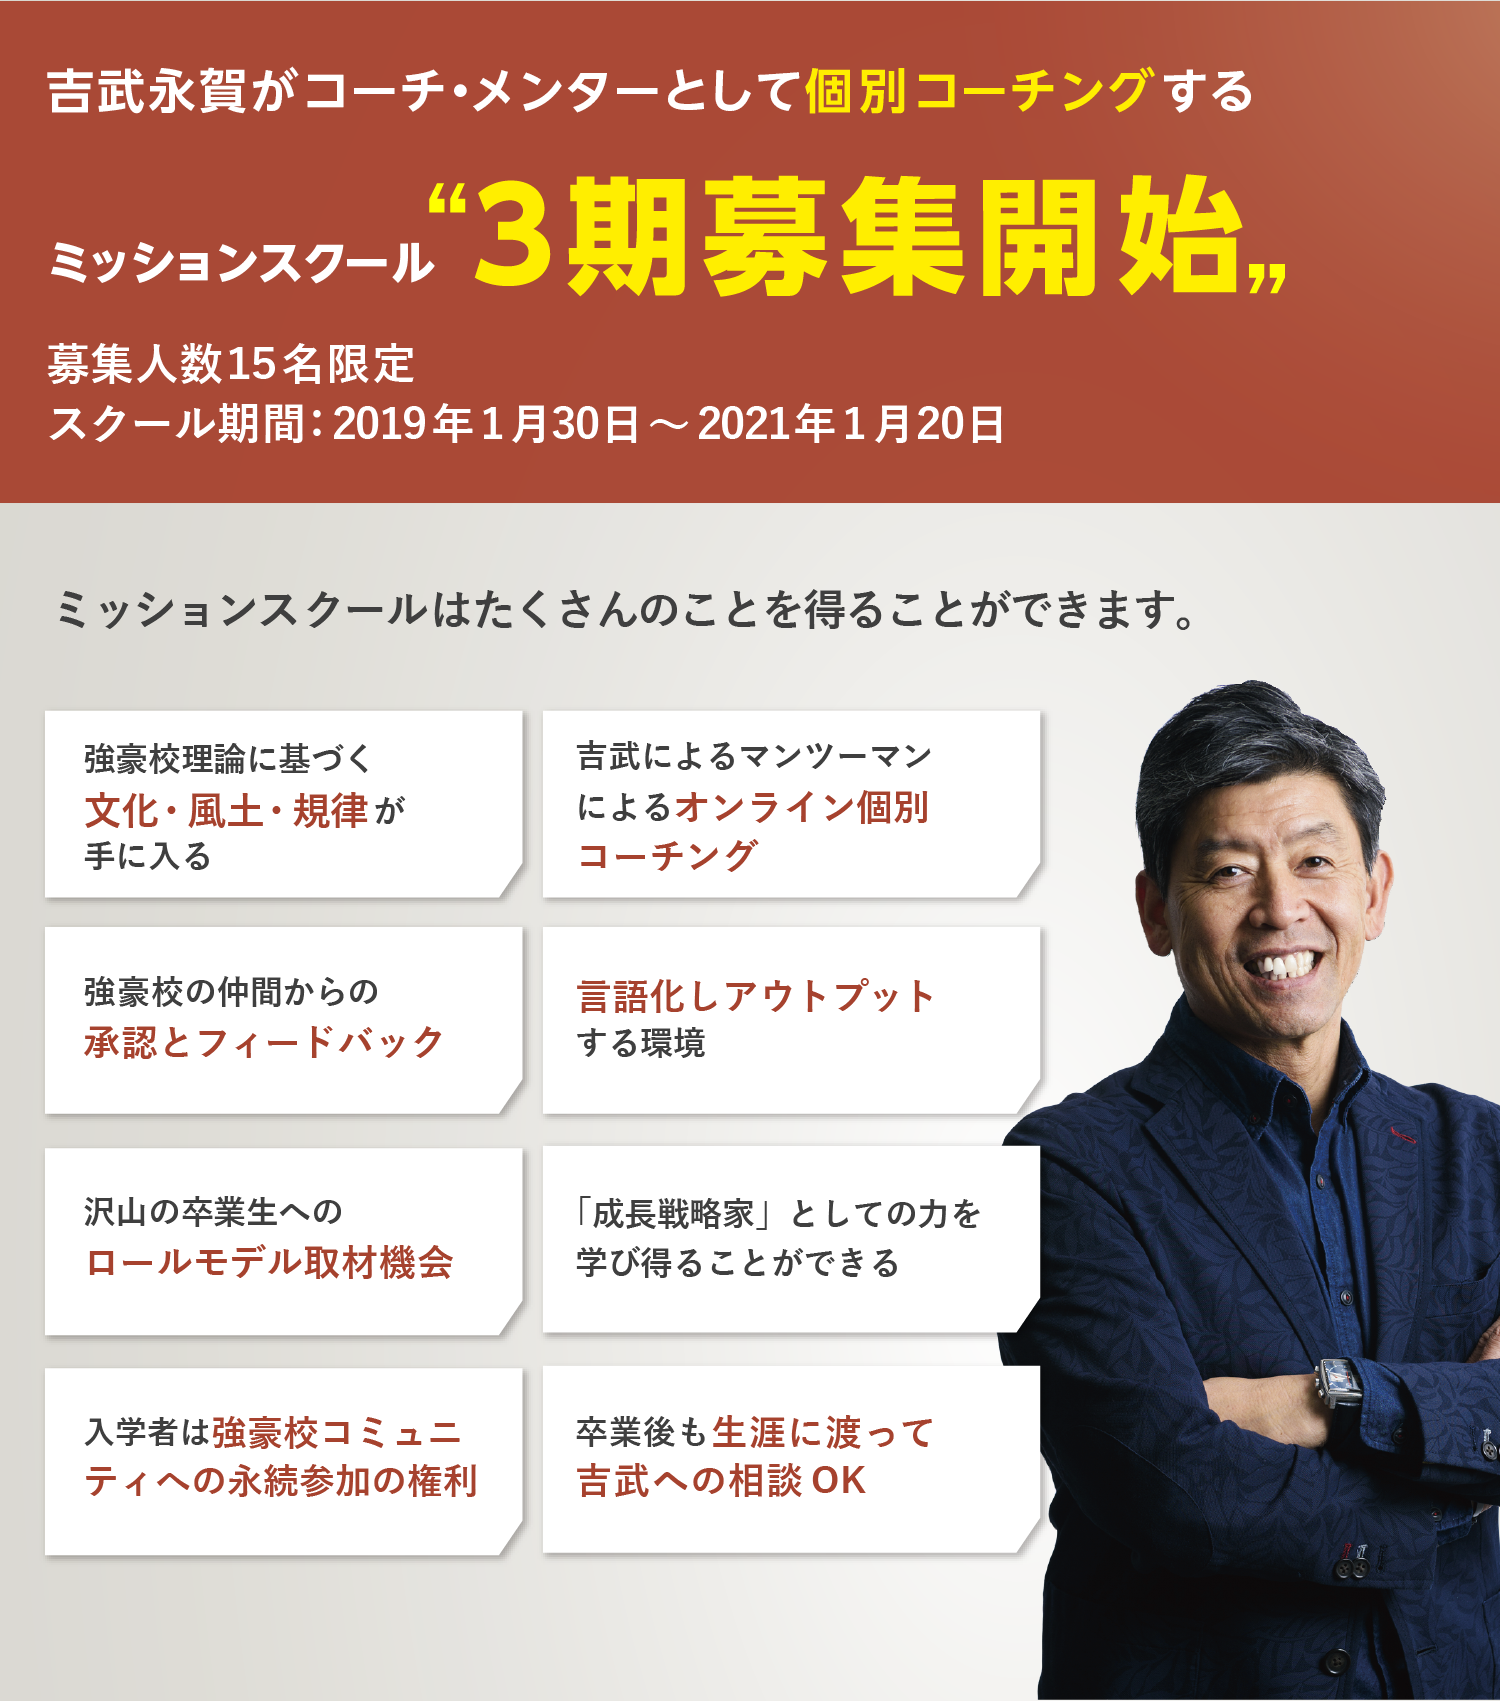 吉武永賀がコーチ・メンターとして個別コーチングする
ミッションスクール“3期募集開始„
募集人数15名限定
スクール期間：2019年1月30日～2021年1月20日
ミッションスクールはたくさんのことを得ることができます。
強豪校理論に基づく
文化・風土・規律が
手に入る
吉武によるマンツーマン
によるオンライン個別
コーチング
強豪校の仲間からの
承認とフィードバック
言語化しアウトプット
する環境
沢山の卒業生への
ロールモデル取材機会
「成長戦略家」としての力を
学び得ることができる
入学者は強豪校コミュニ
ティへの永続参加の権利
卒業後も生涯に渡って
吉武への相談OK